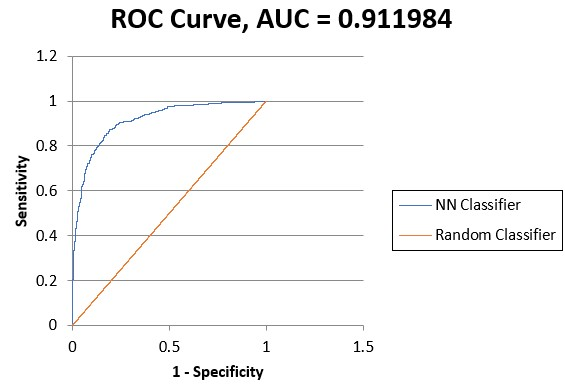 ROC Curve, AUC = 0.911984
1.2
1
0.8
0.6
0.4
0.2
0
Sensitivity
0 0.5 1 1.5
1 - Specificity
NN Classifier
Random Classifier